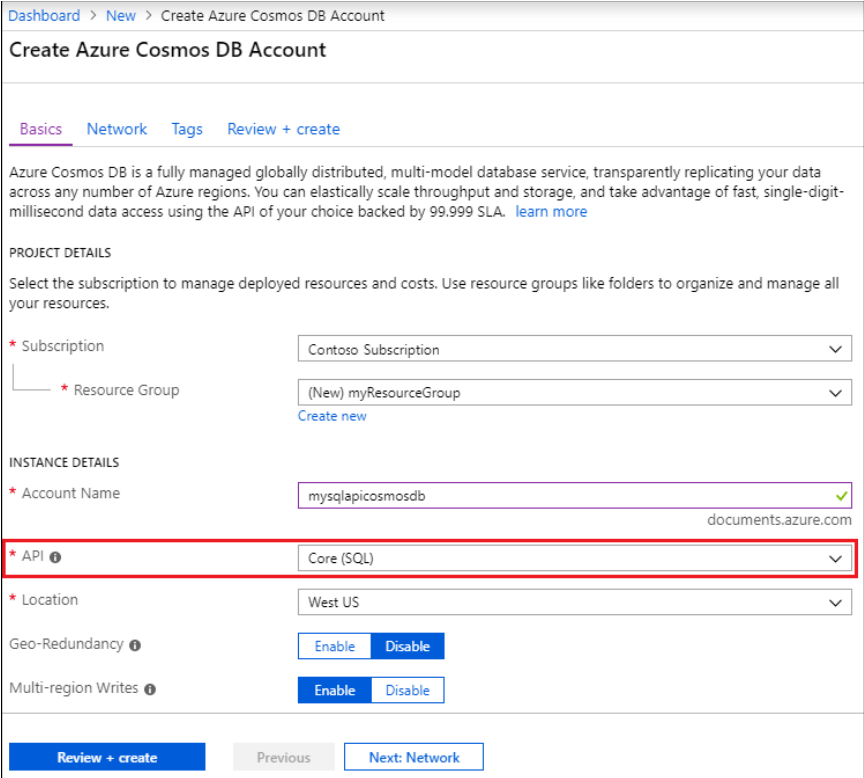 Dashboard > New > Create Azure Cosmos DB Account
Create Azure Cosmos DB Account
Basics Network Tags Review + create
Azure Cosmos DB is a fully managed globally distributed, multi-model database service, transparently replicating your data
across any number of Azure regions. You can elastically scale throughput and storage, and take advantage of fast, single-digit-
millisecond data access using the API of your choice backed by 99.999 SLA. learn more
PROJECT DETAILS
Select the subscription to manage deployed resources and costs. Use resource groups like folders to organize and manage all
your resources.
* Subscription Contoso Subscription
* Resource Group (New) myResourceGroup
Create new
INSTANCE DETAILS
* Account Name mysqlapicosmosdb
documents.azure.com
* API Core (SQL)
* Location West US
Geo-Redundancy Enable Disable
Multi-region Writes Enable Disable
Review + create Previous Next: Network